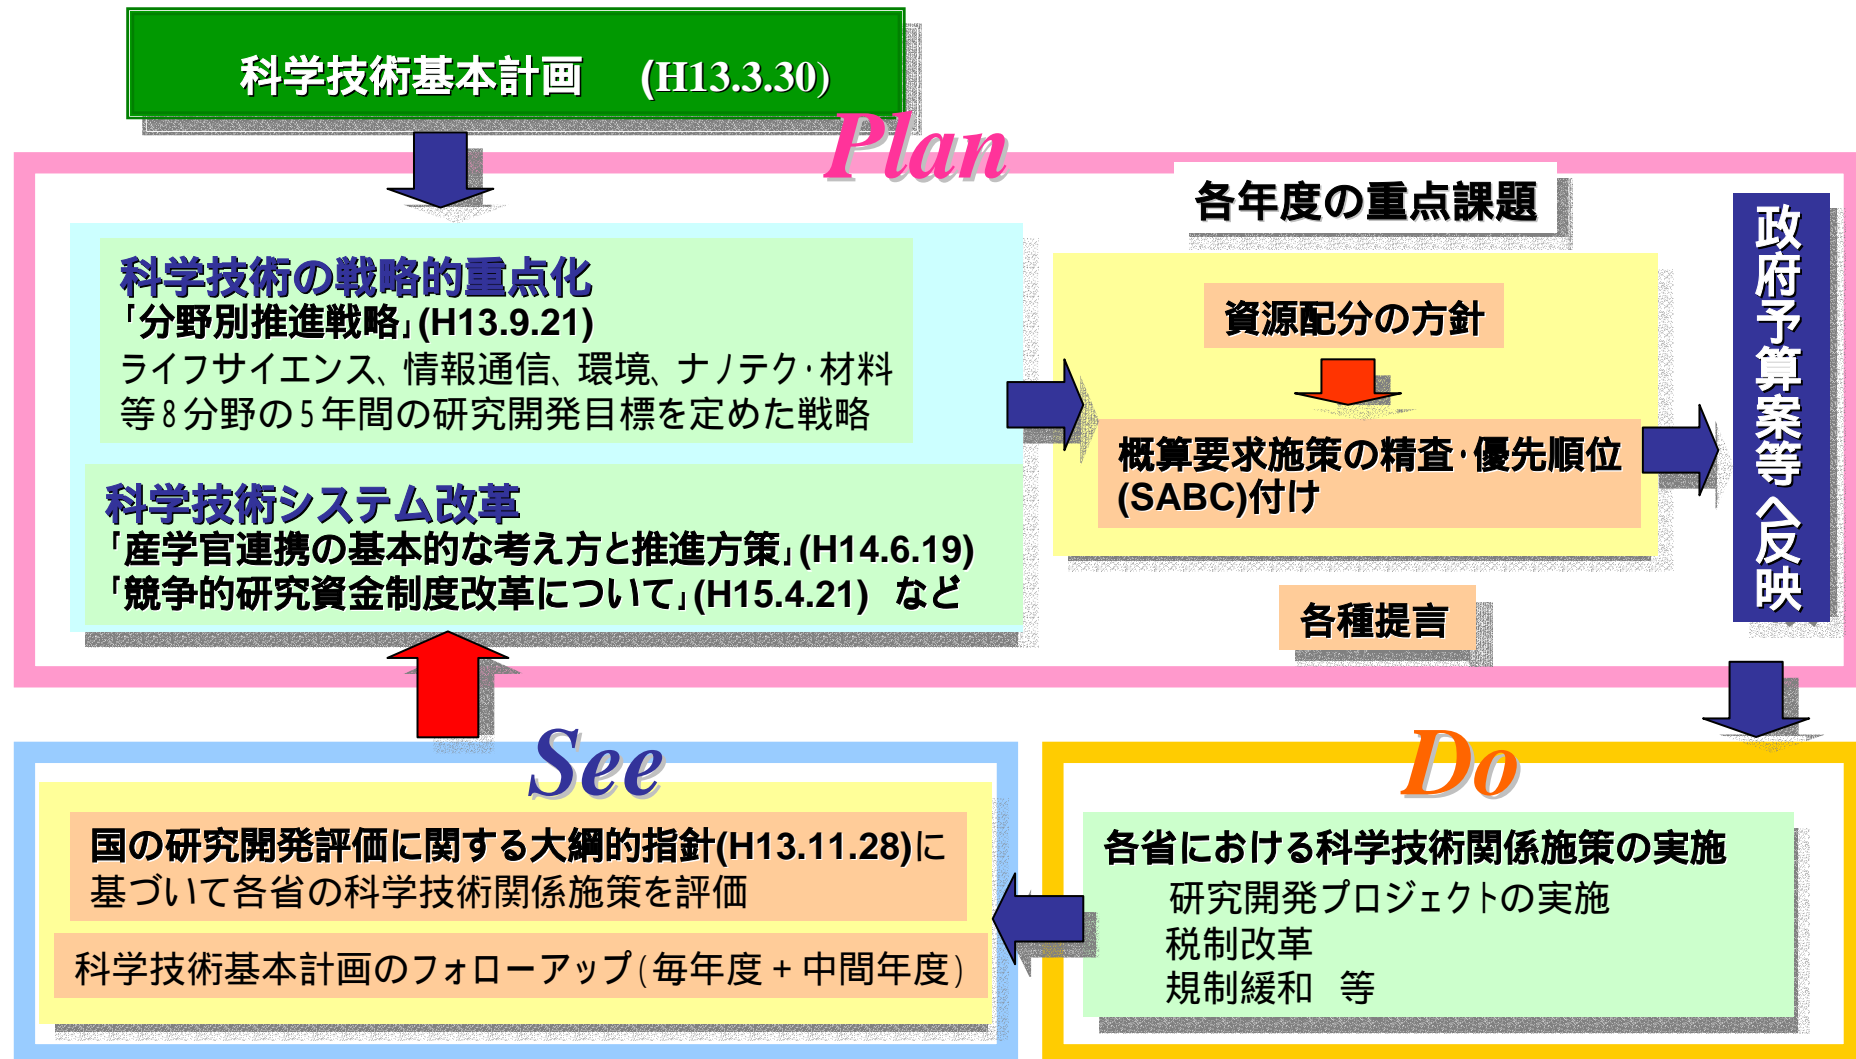 科学技術基本計画　(H13.3.30)
Plan
科学技術の戦略的重点化
「分野別推進戦略」(H13.9.21)
ライフサイエンス、情報通信、環境、ナノテク・材料
等8分野の5年間の研究開発目標を定めた戦略
科学技術システム改革
「産学官連携の基本的な考え方と推進方策」(H14.6.19)
「競争的研究資金制度改革について」(H15.4.21)　など
各年度の重点課題
資源配分の方針
概算要求施策の精査・優先順位
(SABC)付け
各種提言
政府予算案等へ反映
See
国の研究開発評価に関する大綱的指針(H13.11.28)に
基づいて各省の科学技術関係施策を評価
科学技術基本計画のフォローアップ(毎年度+中間年度)
Do
各省における科学技術関係施策の実施
研究開発プロジェクトの実施
税制改革
規制緩和　等